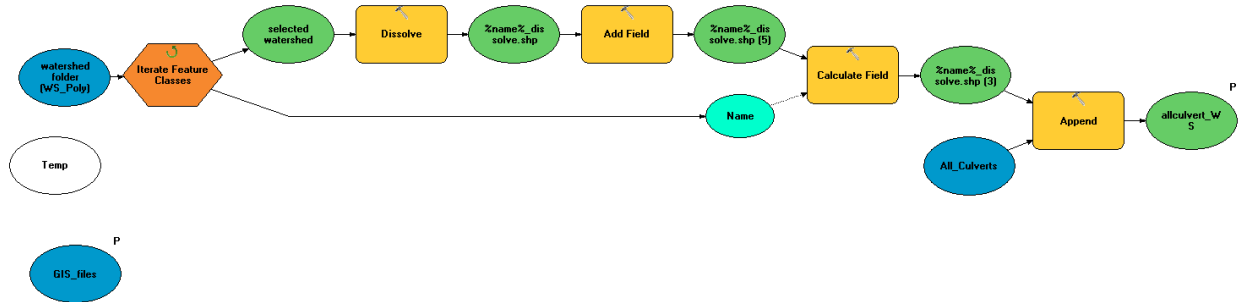 watershed
folder
(WS_Poly)
Iterate Feature
Classes
selected
watershed
Dissolve
%name%_dis
solve.shp
Add Field
%name%_dis
solve.shp (5)
Calculate Field
%name%_dis
solve.shp (3)
Name
Append
P
allculvert_W
S
All_Culverts
Temp
P
GIS_files